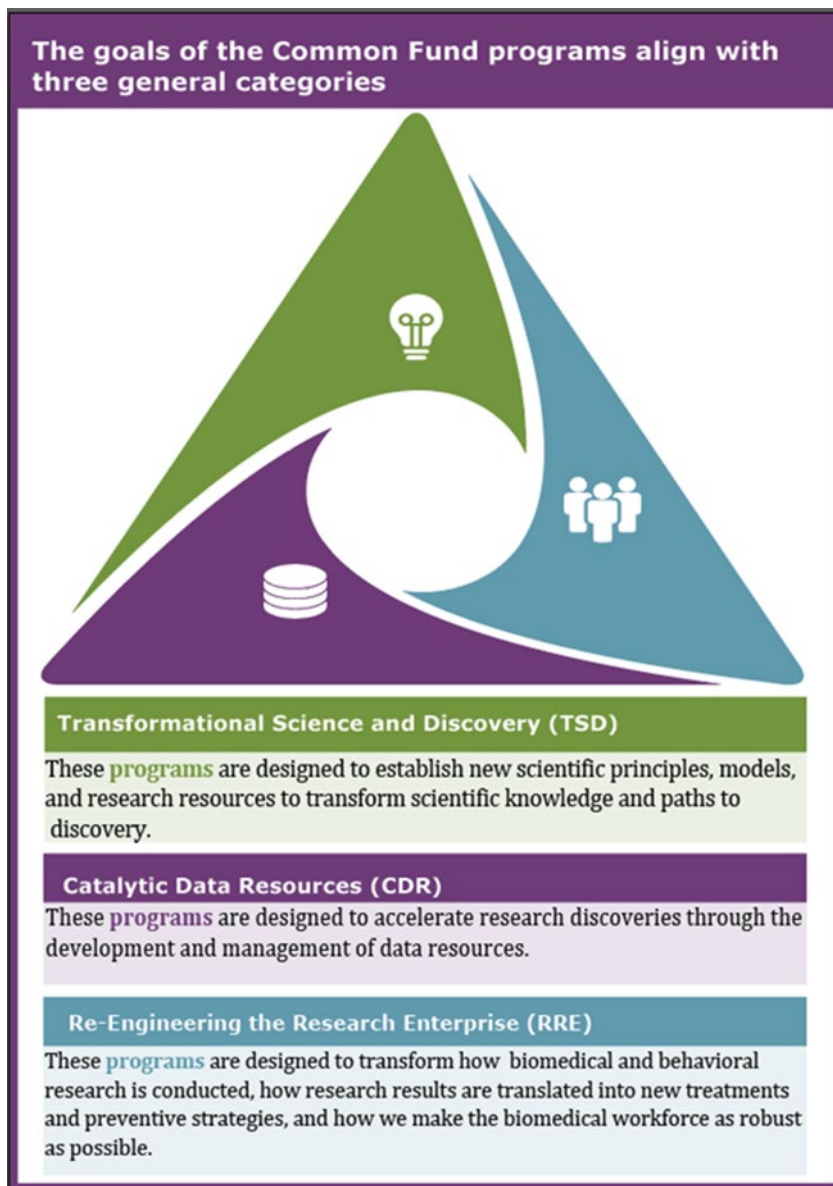 The goals of the Common Fund programs align with
three general categories
Transformational Science and Discovery (TSD)
These programs are designed to establish new scientific principles, models,
and research resources to transform scientific knowledge and paths to
discovery.
Catalytic Data Resources (CDR)
These programs are designed to accelerate research discoveries through the
development and management of data resources.
Re-Engineering the Research Enterprise (RRE)
These programs are designed to transform how biomedical and behavioral
research is conducted, how research results are translated into new treatments
and preventive strategies, and how we make the biomedical workforce as robust
as possible.